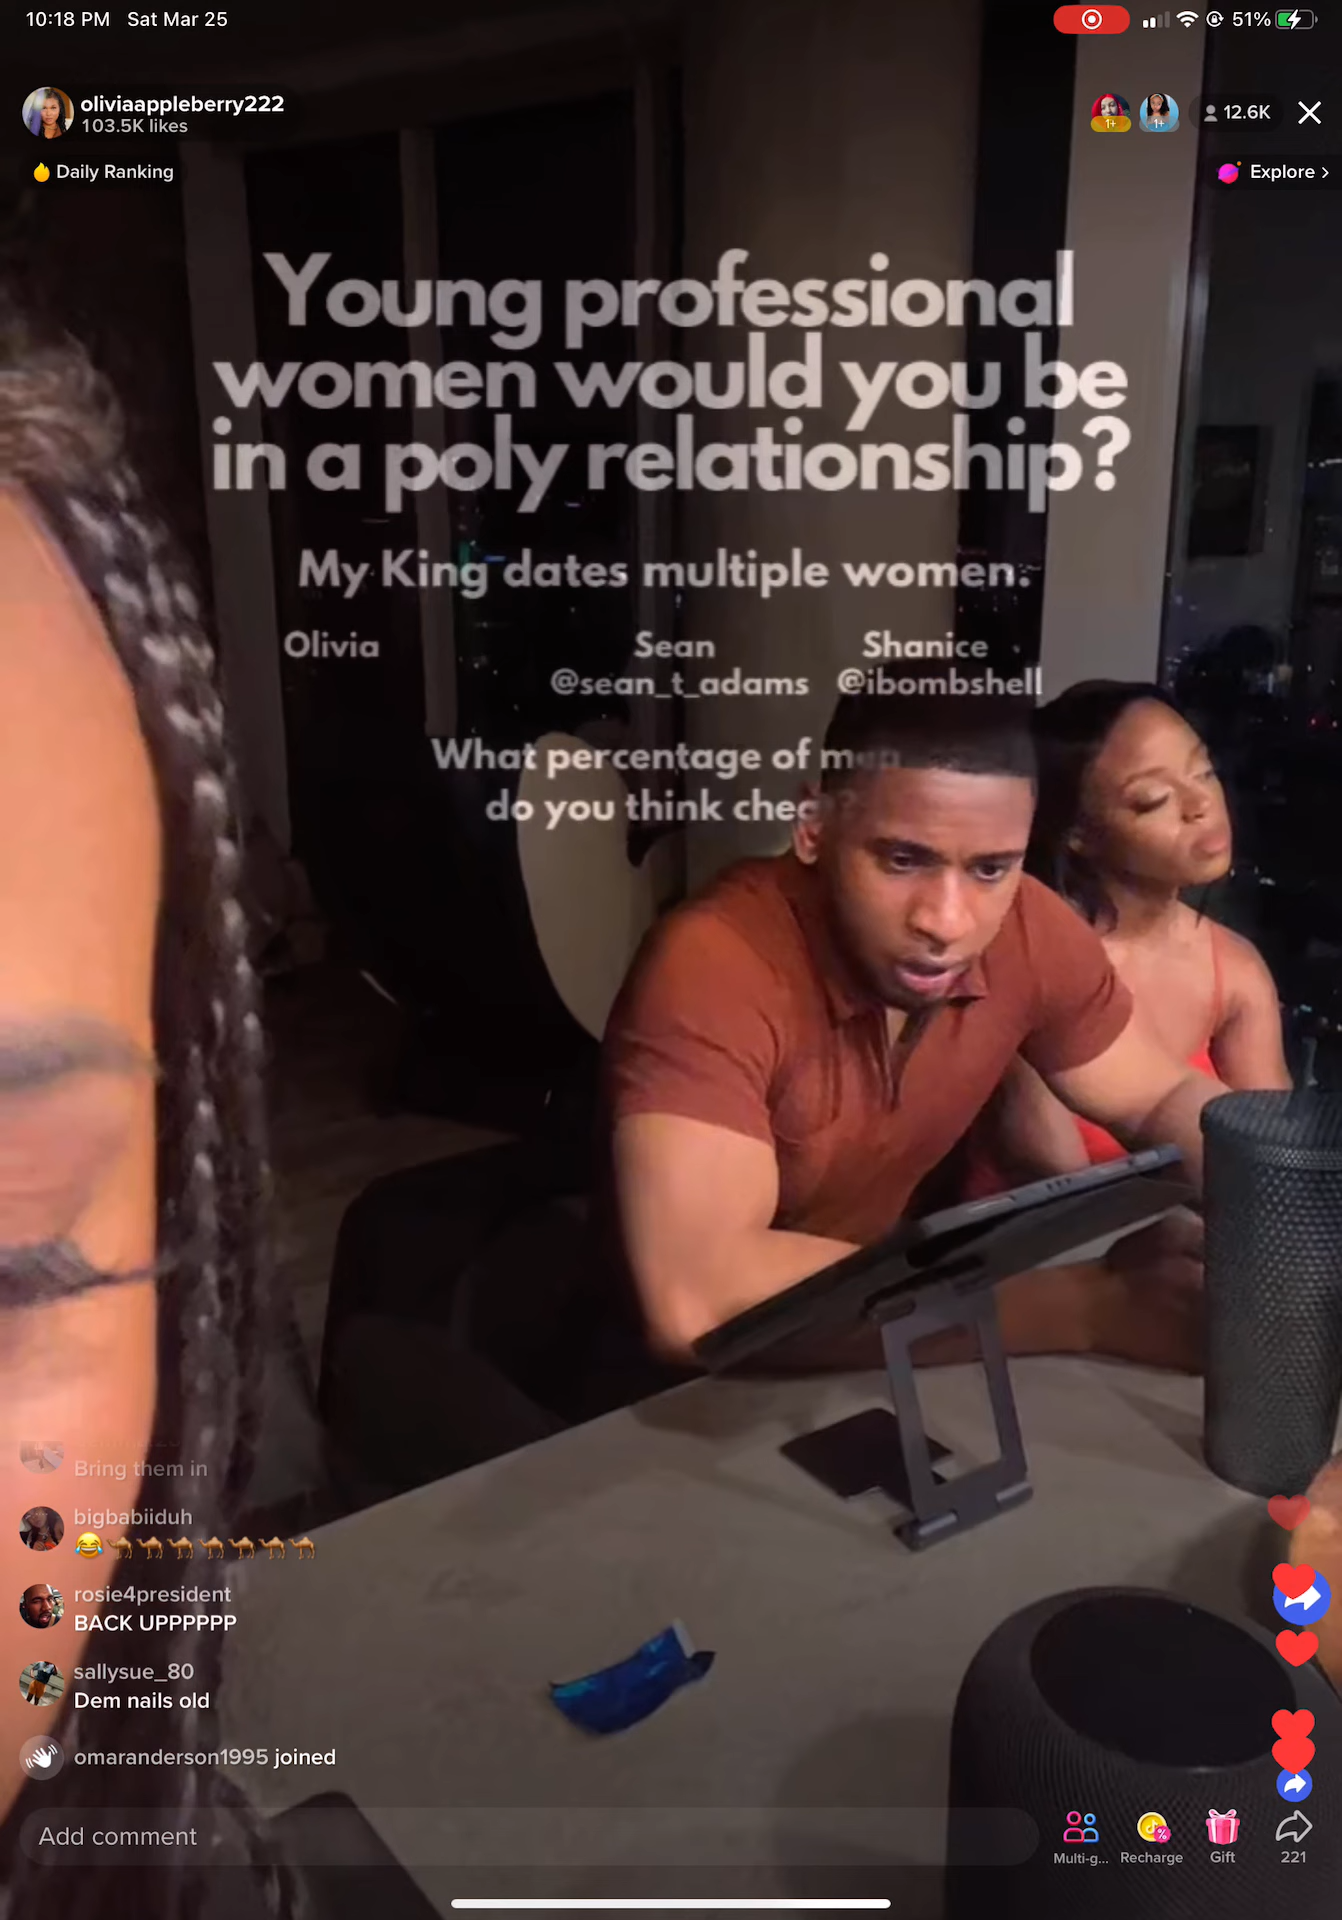 10:18 PM Sat Mar 25
51%
oliviaappleberry222
103.5K likes
1+
1+
12.6K
Daily Ranking
Explore
Young professional
women would you be
in a poly relationship?
My King dates multiple women.
Olivia Sean Shanice
@sean_t_adams @ibombshell
What percentage of men
do you think
Bring them in
bigbabiiduh
😂🐪🐪🐪🐪🐪🐪🐪
rosie4president
BACK UPPPPPP
sallysue_80
Dem nails old
omaranderson1995 joined
Add comment
Multi-g...
Recharge
Gift
221